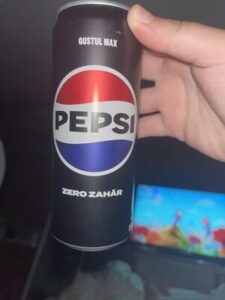 GUSTUL MAX
PEPSI
ZERO ZAHĂR